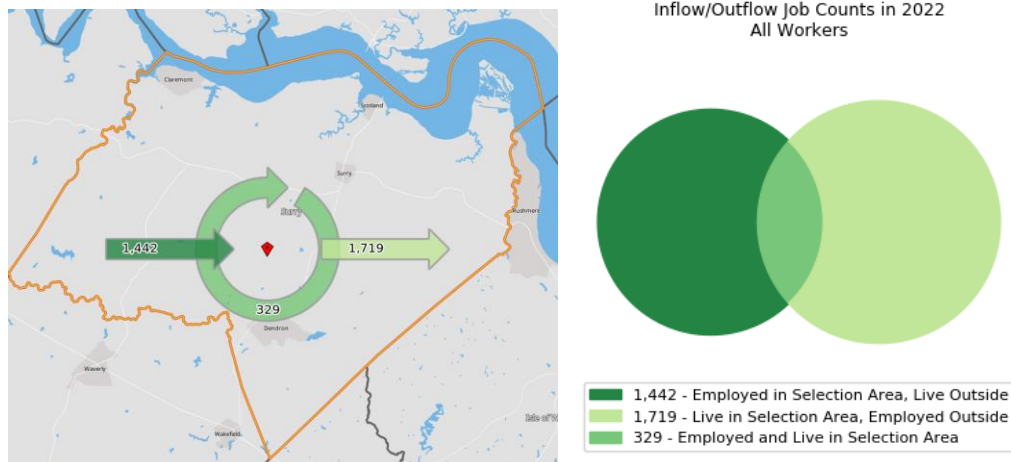 Claremont
Scotland
Surry
Surry
Rushmere
1,442
1,719
329
Dendron
Waverly
Wakefield
Isle of W
Inflow/Outflow Job Counts in 2022
All Workers
1,442 - Employed in Selection Area, Live Outside
1,719 - Live in Selection Area, Employed Outside
329 - Employed and Live in Selection Area